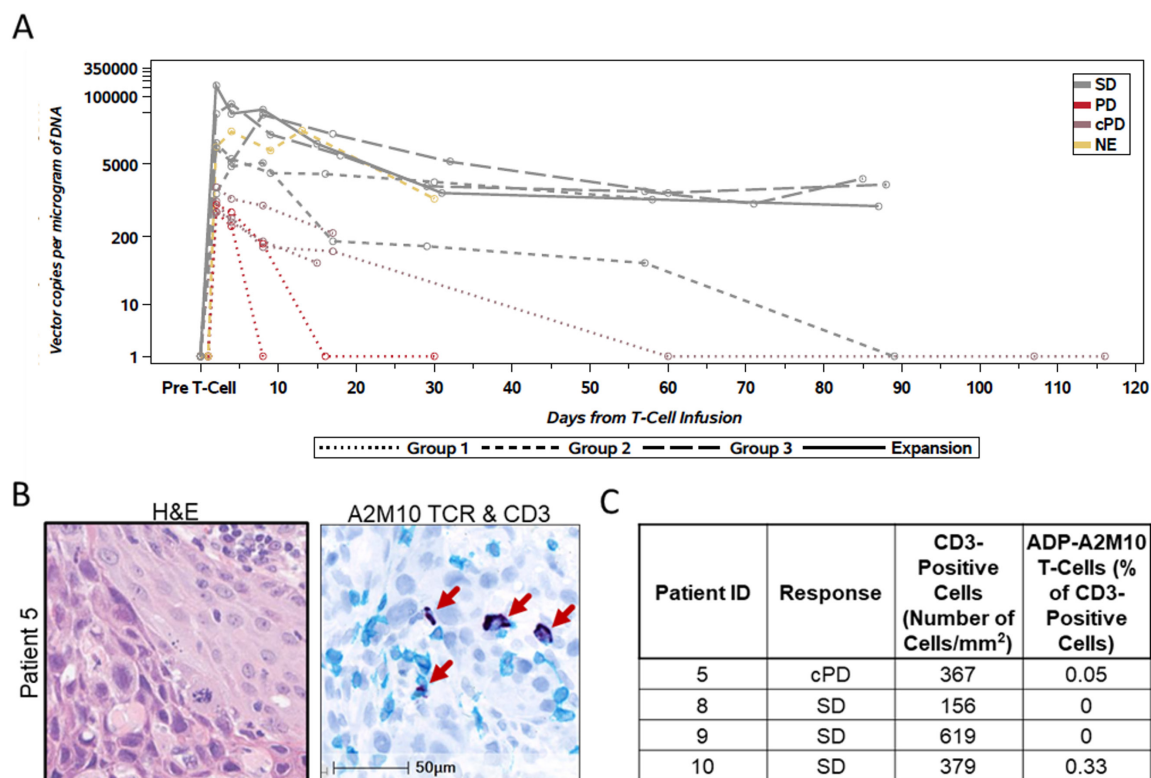 A
350000
100000
5000
200
10
1
Vector copies per microgram of DNA
SD
PD
cPD
NE
Pre T-Cell 10 20 30 40 50 60 70 80 90 100 110 120
Days from T-Cell Infusion
Group 1 Group 2 Group 3 Expansion
B
H&E
A2M10 TCR & CD3
Patient 5
50µm
C
Patient ID
Response
CD3-
Positive
Cells
(Number of
Cells/mm²)
ADP-A2M10
T-Cells (%
of CD3-
Positive
Cells)
5 cPD 367 0.05
8 SD 156 0
9 SD 619 0
10 SD 379 0.33